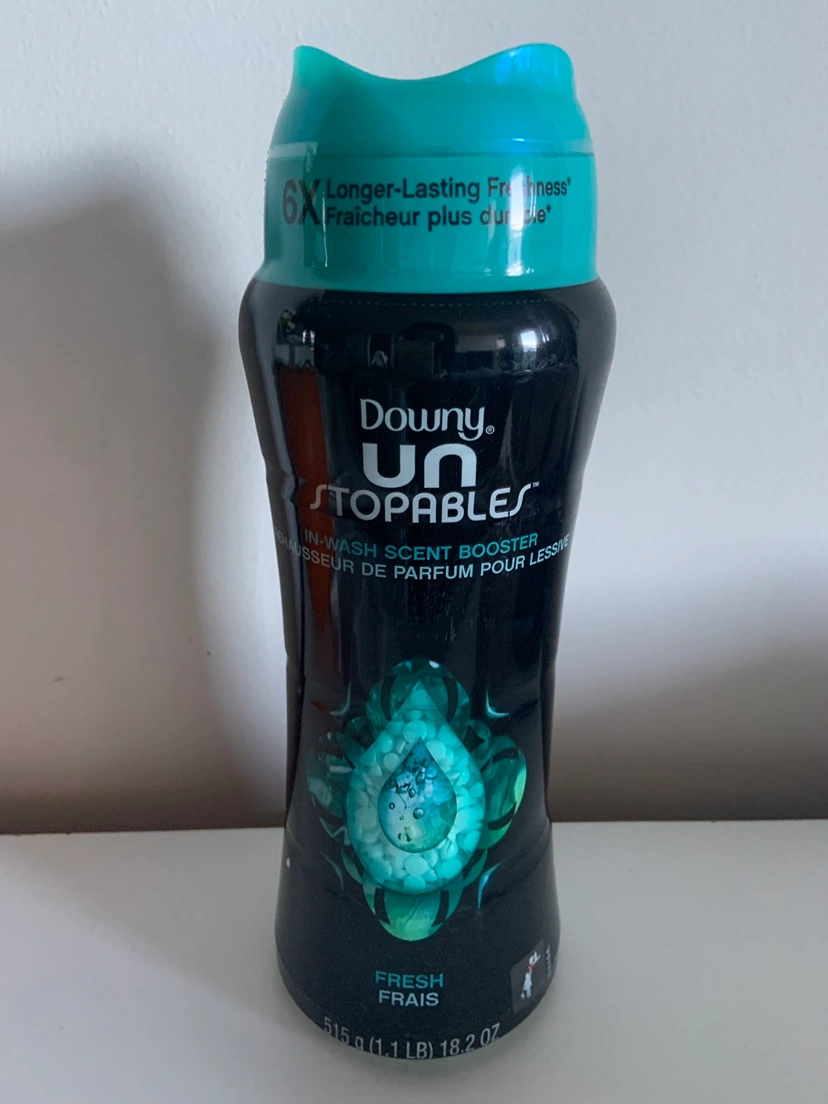 6X Longer-Lasting Freshness*
Fraîcheur plus durable*
Downy®
UN
STOPABLES™
IN-WASH SCENT BOOSTER
REHAUSSEUR DE PARFUM POUR LESSIVE
FRESH
FRAIS
515 g (1.1 LB) 18.2 OZ